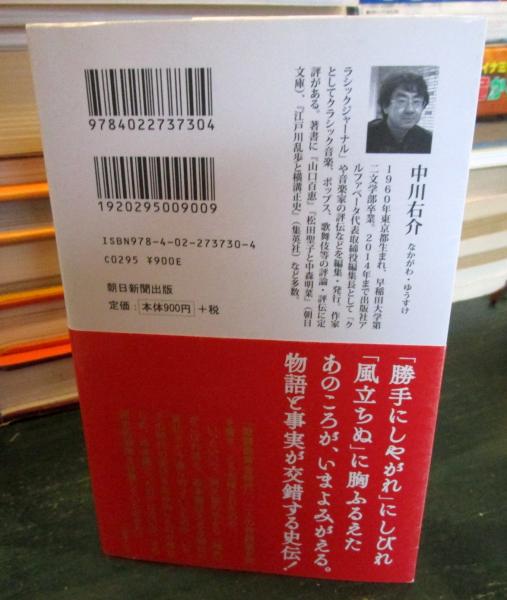 中川右介
なかがわ・ゆうすけ
1960年東京都生まれ。早稲田大学第
二文学部卒業。2014年まで出版社ア
ルファベータ代表取締役編集長として『ク
ラシックジャーナル』や音楽家の評伝などを編集・発行。作家
としてクラシック音楽、ポップス、歌舞伎等の評論・評伝に定
評がある。著書に『山口百恵』『松田聖子と中森明菜』(朝日
文庫)、『江戸川乱歩と横溝正史』(集英社)など多数。
9784022737304
1920295009009
ISBN978-4-02-273730-4
C0295 ¥900E
朝日新聞出版
定価:本体900円+税
「勝手にしやがれ」にしびれ
「風立ちぬ」に胸ふるえた
あのころが、いまよみがえる。
物語と事実が交錯する史伝!